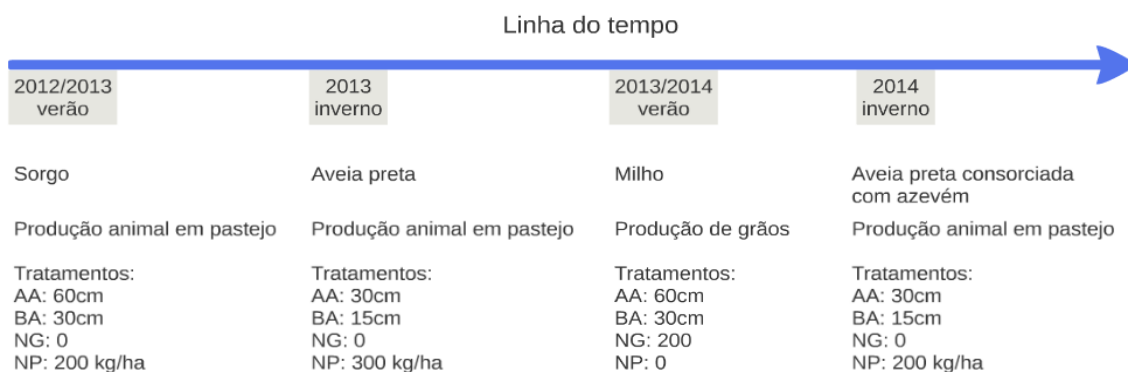 Linha do tempo
2012/2013
verão
2013
inverno
2013/2014
verão
2014
inverno
Sorgo
Aveia preta
Milho
Aveia preta consorciada
com azevém
Produção animal em pastejo
Produção animal em pastejo
Produção de grãos
Produção animal em pastejo
Tratamentos:
AA: 60cm
BA: 30cm
NG: 0
NP: 200 kg/ha
Tratamentos:
AA: 30cm
BA: 15cm
NG: 0
NP: 300 kg/ha
Tratamentos:
AA: 60cm
BA: 30cm
NG: 200
NP: 0
Tratamentos:
AA: 30cm
BA: 15cm
NG: 0
NP: 200 kg/ha